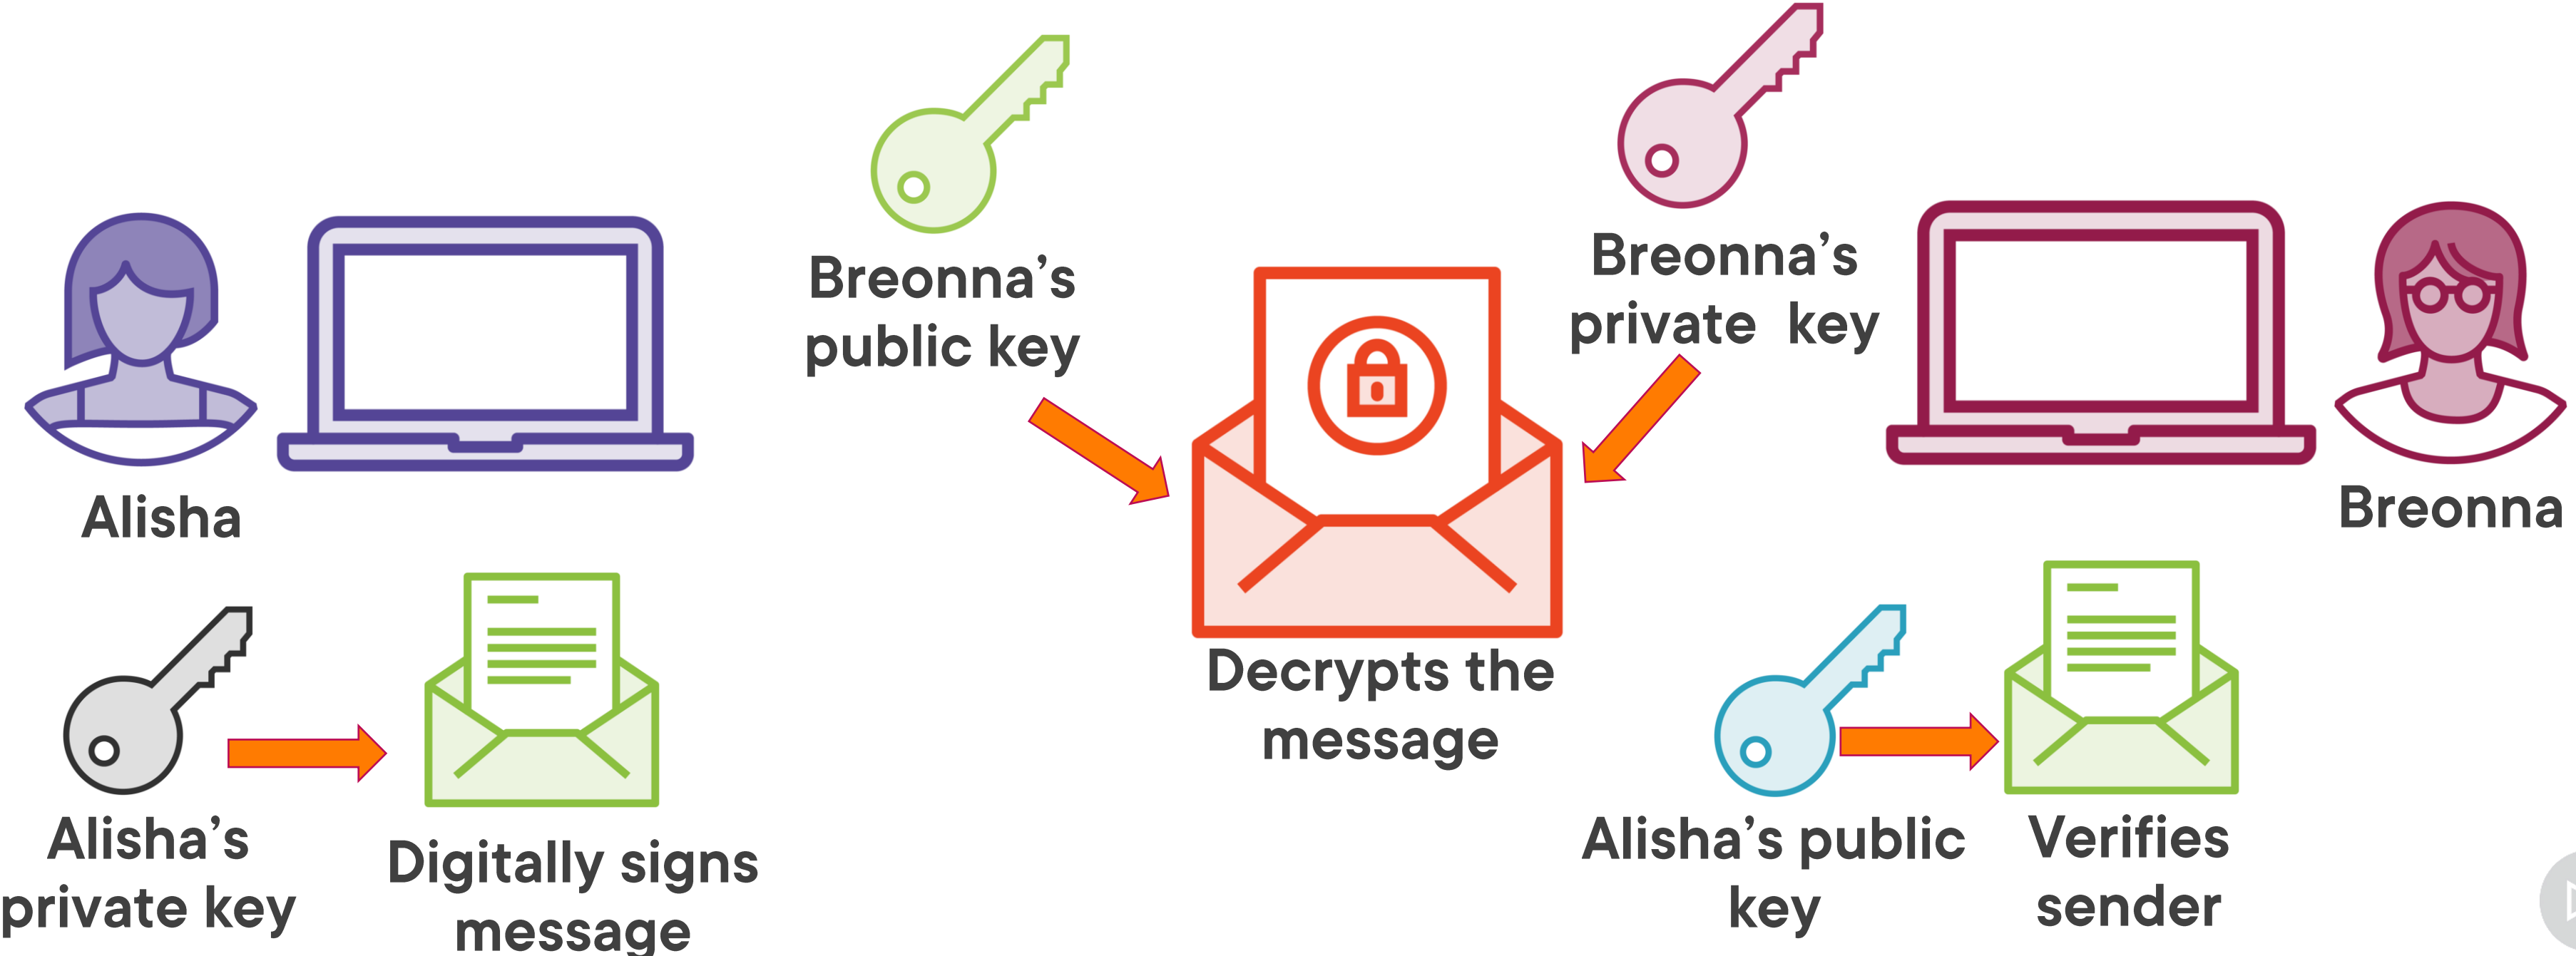 Breonna's
public key
Breonna's
private key
Alisha
Breonna
Decrypts the
message
Alisha's
private key
Digitally signs
message
Alisha's public
key
Verifies
sender